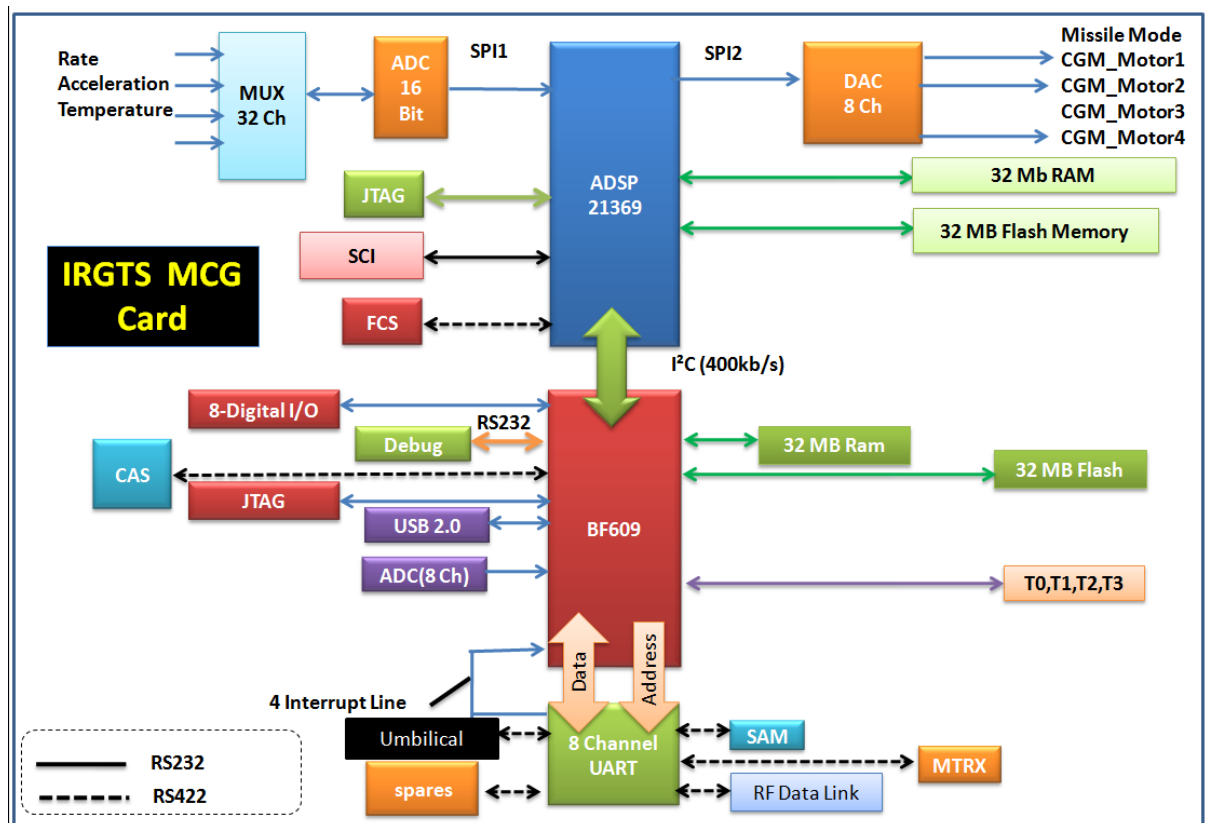 Rate
Acceleration
Temperature
MUX
32 Ch
ADC
16
Bit
SPI1
ADSP
21369
SPI2
DAC
8 Ch
Missile Mode
CGM_Motor1
CGM_Motor2
CGM_Motor3
CGM_Motor4
JTAG
32 Mb RAM
SCI
32 MB Flash Memory
IRGTS MCG
Card
FCS
I²C (400kb/s)
8-Digital I/O
RS232
Debug
32 MB Ram
CAS
32 MB Flash
JTAG
USB 2.0
BF609
ADC(8 Ch)
T0,T1,T2,T3
Data
Address
4 Interrupt Line
Umbilical
8 Channel
UART
SAM
MTRX
spares
RF Data Link
RS232
RS422